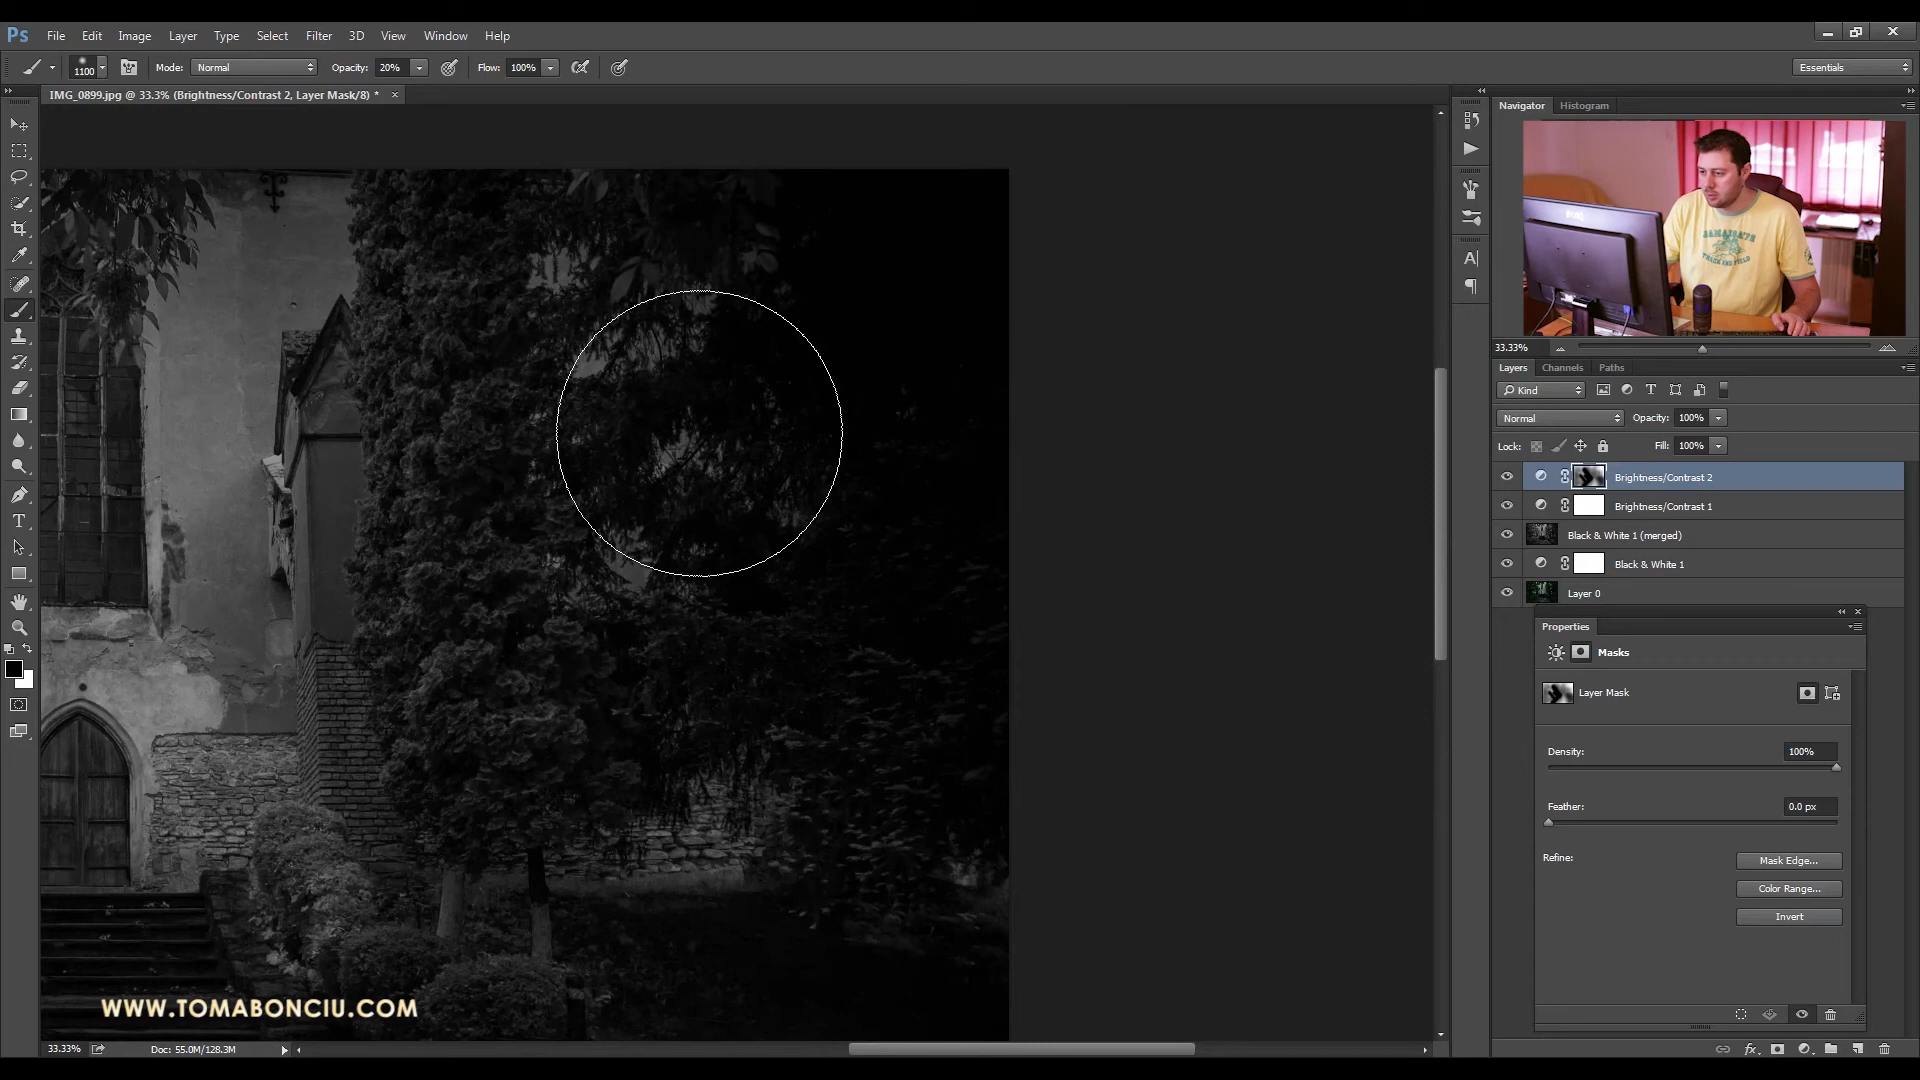 Ps File Edit Image Layer Type Select Filter 3D View Window Help
1100 Mode: Normal Opacity: 20% Flow: 100% Essentials
IMG_0899.jpg @ 33.3% (Brightness/Contrast 2, Layer Mask/8) *
Navigator Histogram
33.33%
Layers Channels Paths
Kind
Normal Opacity: 100%
Lock: Fill: 100%
Brightness/Contrast 2
Brightness/Contrast 1
Black & White 1 (merged)
Black & White 1
Layer 0
Properties
Masks
Layer Mask
Density: 100%
Feather: 0.0 px
Refine: Mask Edge...
Color Range...
Invert
WWW.TOMABONCIU.COM
33.33% Doc: 55.0M/128.3M